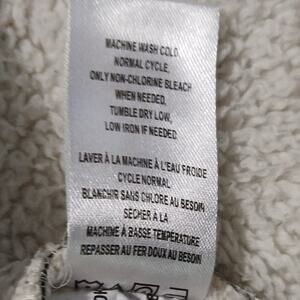 MACHINE WASH COLD,
NORMAL CYCLE,
ONLY NON-CHLORINE BLEACH
WHEN NEEDED,
TUMBLE DRY LOW,
LOW IRON IF NEEDED
LAVER À LA MACHINE À L'EAU FROIDE
CYCLE NORMAL
BLANCHIR SANS CHLORE AU BESOIN
SÉCHER À LA
MACHINE À BASSE TEMPÉRATURE
REPASSER AU FER DOUX AU BESOIN